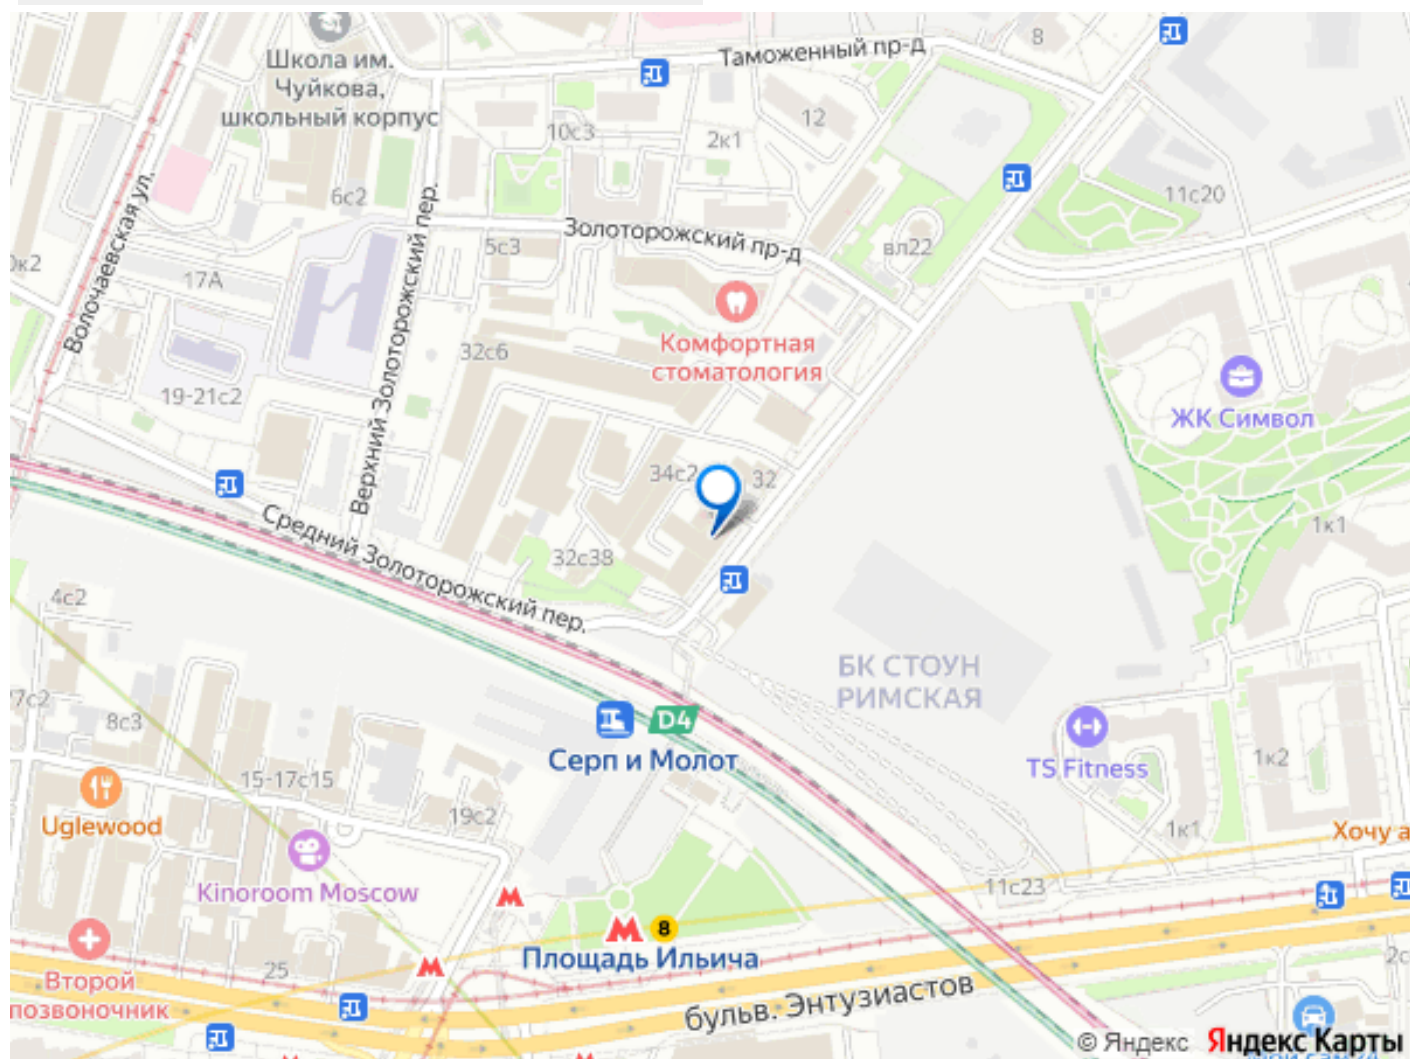 Школа им.
Чуйкова,
школьный корпус
Таможенный пр-д
8
12
10с3
2к1
6с2
11с20
Волочаевская ул.
Верхний Золоторожский пер.
Золоторожский пр-д
5с3
вл22
17А
Комфортная
стоматология
32с6
19-21с2
ЖК Символ
34с2
32
1к1
Средний Золоторожский пер.
32с38
4с2
БК СТОУН
РИМСКАЯ
8с3
D4
Серп и Молот
TS Fitness
1к2
15-17с15
19с2
Uglewood
1к1
Kinoroom Moscow
11с23
8
Площадь Ильича
25
Второй
позвоночник
бульв. Энтузиастов
© Яндекс Яндекс Карты